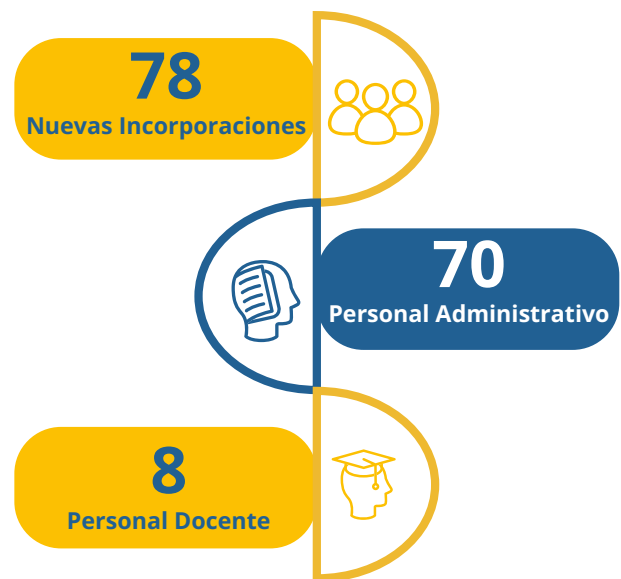 78
Nuevas Incorporaciones
70
Personal Administrativo
8
Personal Docente